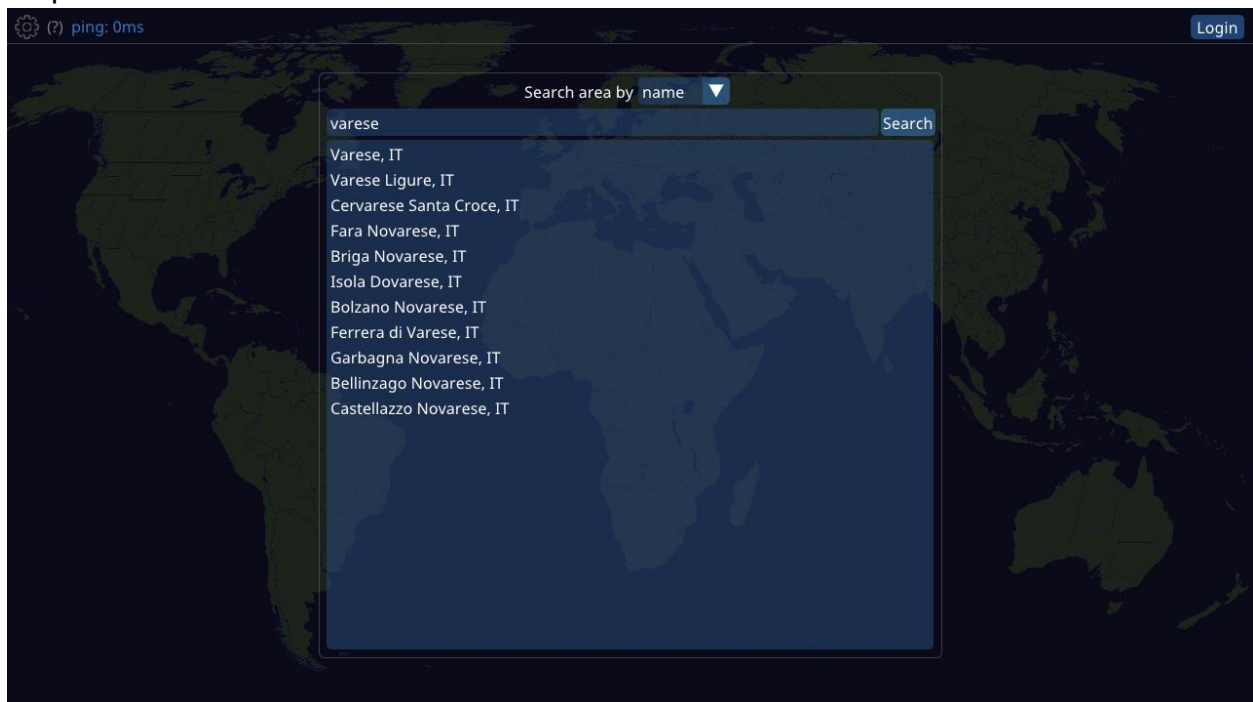 (?) ping: 0ms Login
Search area by name
varese Search
Varese, IT
Varese Ligure, IT
Cervarese Santa Croce, IT
Fara Novarese, IT
Briga Novarese, IT
Isola Dovarese, IT
Bolzano Novarese, IT
Ferrera di Varese, IT
Garbagna Novarese, IT
Bellinzago Novarese, IT
Castellazzo Novarese, IT